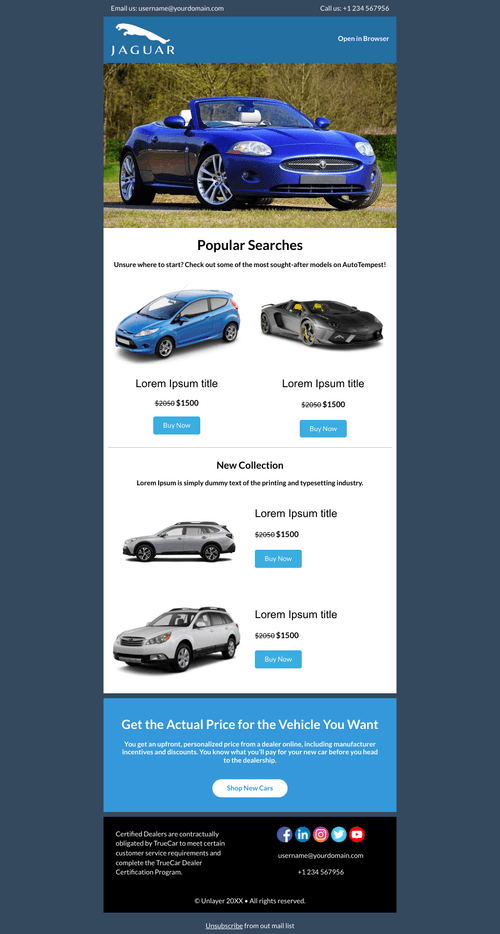 Email us: username@yourdomain.com
Call us: +1 234 567956
JAGUAR
Open in Browser
Popular Searches
Unsure where to start? Check out some of the most sought-after models on AutoTempest!
Lorem Ipsum title
$2050 $1500
Buy Now
Lorem Ipsum title
$2050 $1500
Buy Now
New Collection
Lorem Ipsum is simply dummy text of the printing and typesetting industry.
Lorem Ipsum title
$2050 $1500
Buy Now
Lorem Ipsum title
$2050 $1500
Buy Now
Get the Actual Price for the Vehicle You Want
You get an upfront, personalized price from a dealer online, including manufacturer
incentives and discounts. You know what you'll pay for your new car before you head
to the dealership.
Shop New Cars
Certified Dealers are contractually
obligated by TrueCar to meet certain
customer service requirements and
complete the TrueCar Dealer
Certification Program.
username@yourdomain.com
+1 234 567956
© Unlayer 20XX • All rights reserved.
Unsubscribe from out mail list